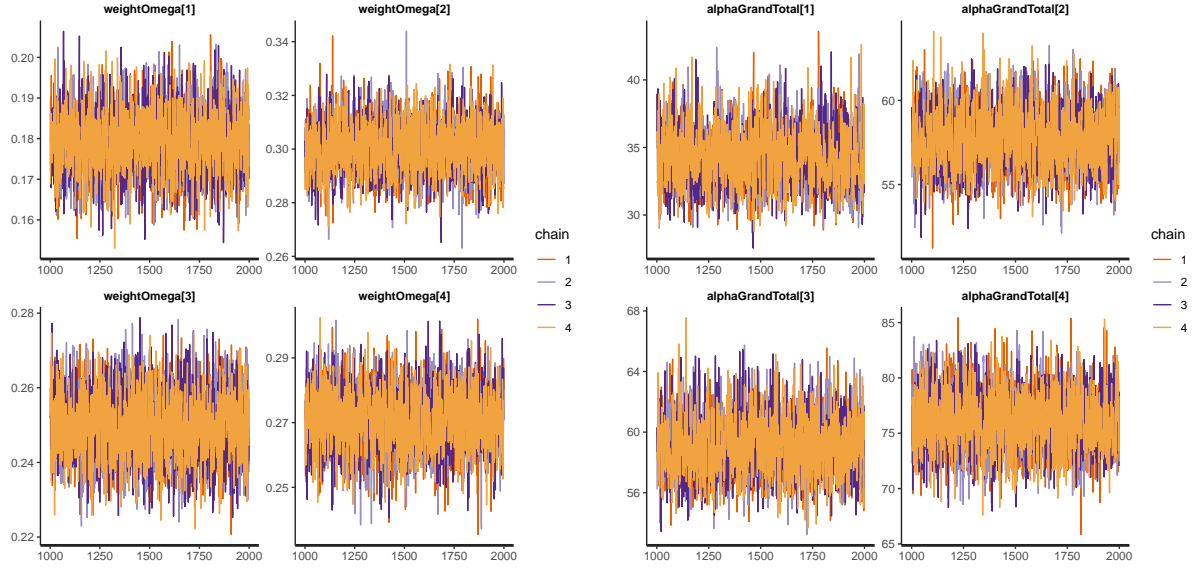 weightOmega[1]
0.20
0.19
0.18
0.17
0.16
1000 1250 1500 1750 2000
weightOmega[2]
0.34
0.32
0.30
0.28
0.26
1000 1250 1500 1750 2000
weightOmega[3]
0.28
0.26
0.24
0.22
1000 1250 1500 1750 2000
weightOmega[4]
0.29
0.27
0.25
1000 1250 1500 1750 2000
chain
1
2
3
4
alphaGrandTotal[1]
40
35
30
1000 1250 1500 1750 2000
alphaGrandTotal[2]
60
55
1000 1250 1500 1750 2000
alphaGrandTotal[3]
68
64
60
56
1000 1250 1500 1750 2000
alphaGrandTotal[4]
85
80
75
70
65
1000 1250 1500 1750 2000
chain
1
2
3
4